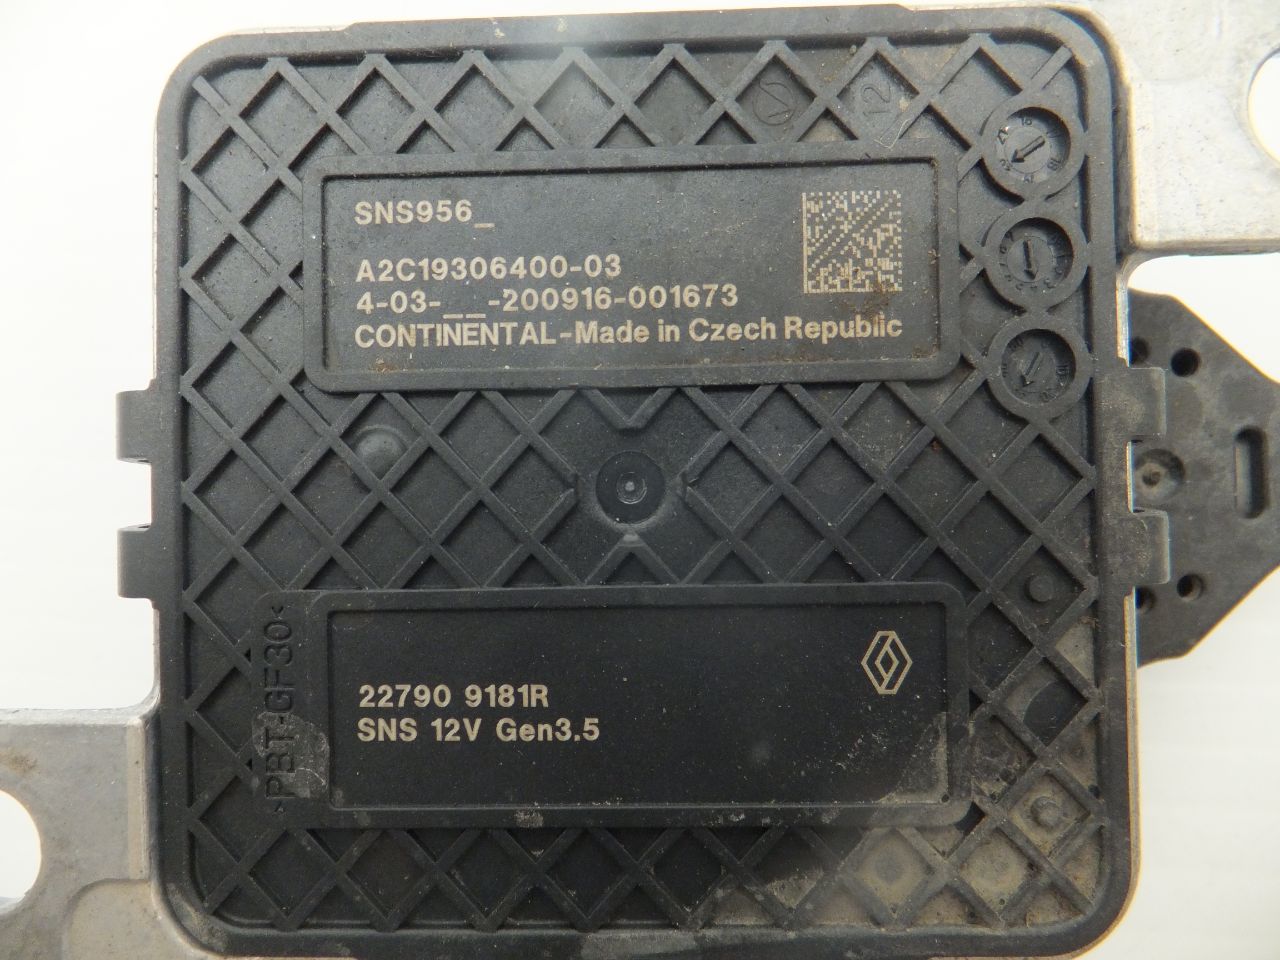 12
SNS956_
A2C19306400-03
4-03-__-200916-001673
CONTINENTAL-Made in Czech Republic
>PBT-GF30<
22790 9181R
SNS 12V Gen3.5